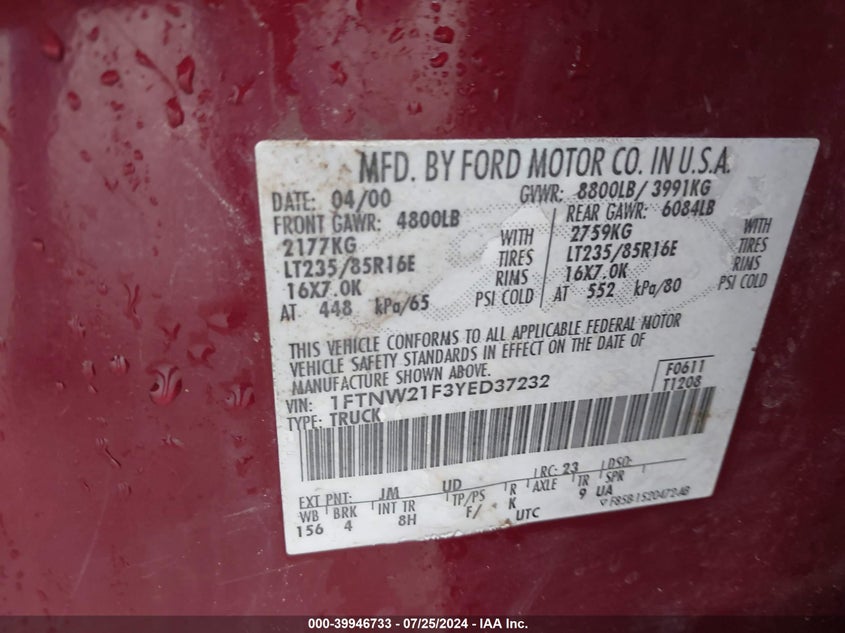 MFD. BY FORD MOTOR CO. IN U.S.A.
DATE: 04/00 GVWR: 8800LB/ 3991KG
FRONT GAWR: 4800LB REAR GAWR: 6084LB
2177KG WITH 2759KG WITH
LT235/85R16E TIRES LT235/85R16E TIRES
16X7.0K RIMS 16X7.0K RIMS
AT 448 kPa/65 PSI COLD AT 552 kPa/80 PSI COLD
THIS VEHICLE CONFORMS TO ALL APPLICABLE FEDERAL MOTOR
VEHICLE SAFETY STANDARDS IN EFFECT ON THE DATE OF
MANUFACTURE SHOWN ABOVE.
VIN: 1FTNW21F3YED37232 F0611
TYPE: TRUCK T1208
EXT PNT: JM UD RC: 23 DSO:
WB BRK INT TR TP/PS R AXLE TR SPR
156 4 8H F/ K 9 UA
UTC F85B-1520472-AB
000-39946733 - 07/25/2024 - IAA Inc.